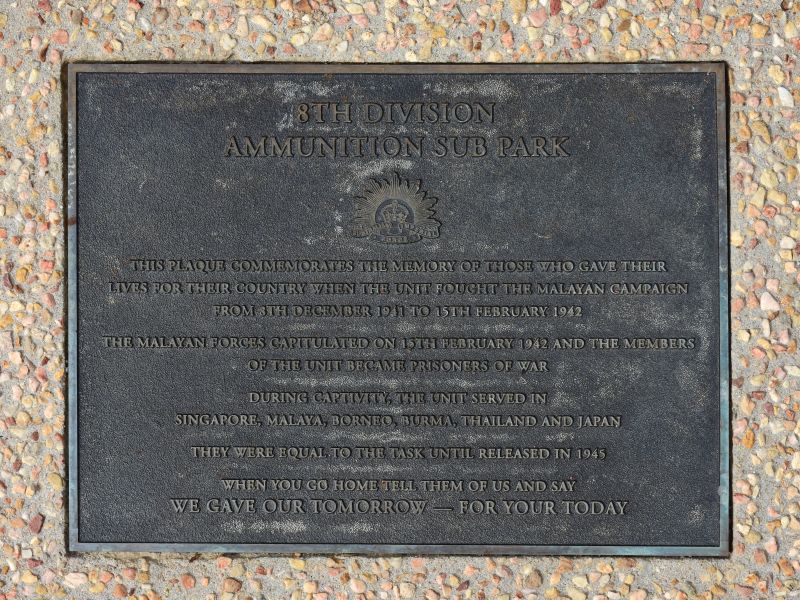 8TH DIVISION
AMMUNITION SUB PARK
THIS PLAQUE COMMEMORATES THE MEMORY OF THOSE WHO GAVE THEIR
LIVES FOR THEIR COUNTRY WHEN THE UNIT FOUGHT THE MALAYAN CAMPAIGN
FROM 8TH DECEMBER 1931 TO 15TH FEBRUARY 1942
THE MALAYAN FORCES CAPITULATED ON 15TH FEBRUARY 1942 AND THE MEMBERS
OF THE UNIT BECAME PRISONERS OF WAR
DURING CAPTIVITY, THE UNIT SERVED IN
SINGAPORE, MALAYA, BORNEO, BURMA, THAILAND AND JAPAN
THEY WERE EQUAL TO THE TASK UNTIL RELEASED IN 1945
WHEN YOU GO HOME TELL THEM OF US AND SAY
WE GAVE OUR TOMORROW — FOR YOUR TODAY